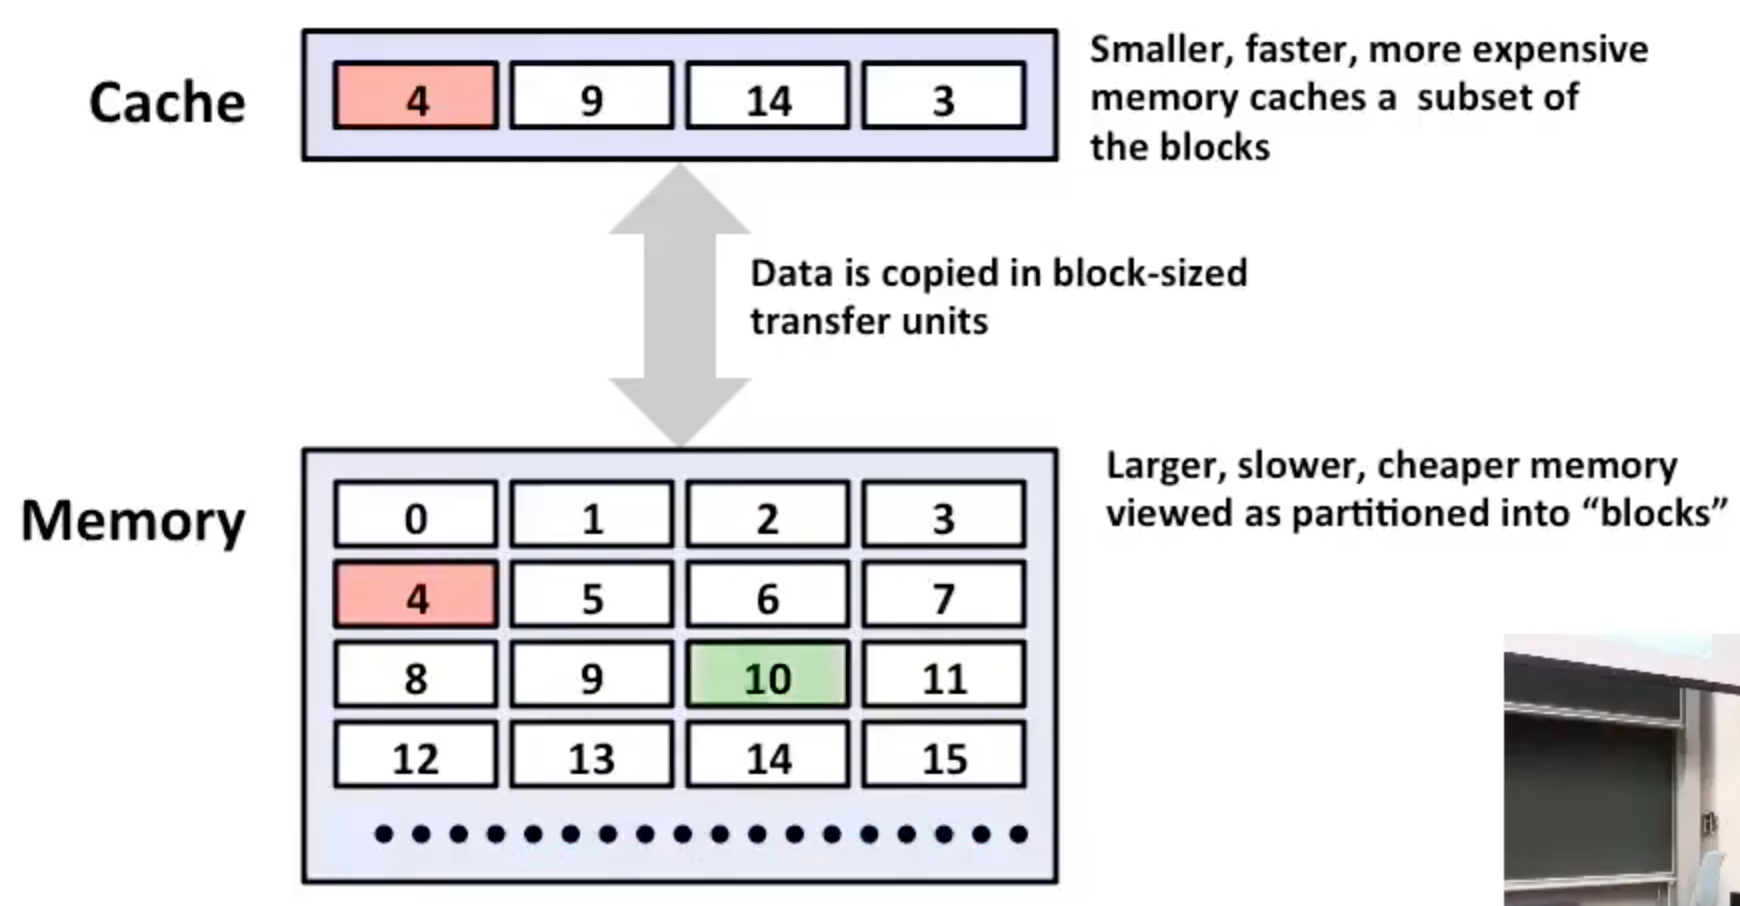 Cache
4 9 14 3
Smaller, faster, more expensive
memory caches a subset of
the blocks
Data is copied in block-sized
transfer units
Memory
0 1 2 3
4 5 6 7
8 9 10 11
12 13 14 15
Larger, slower, cheaper memory
viewed as partitioned into “blocks”